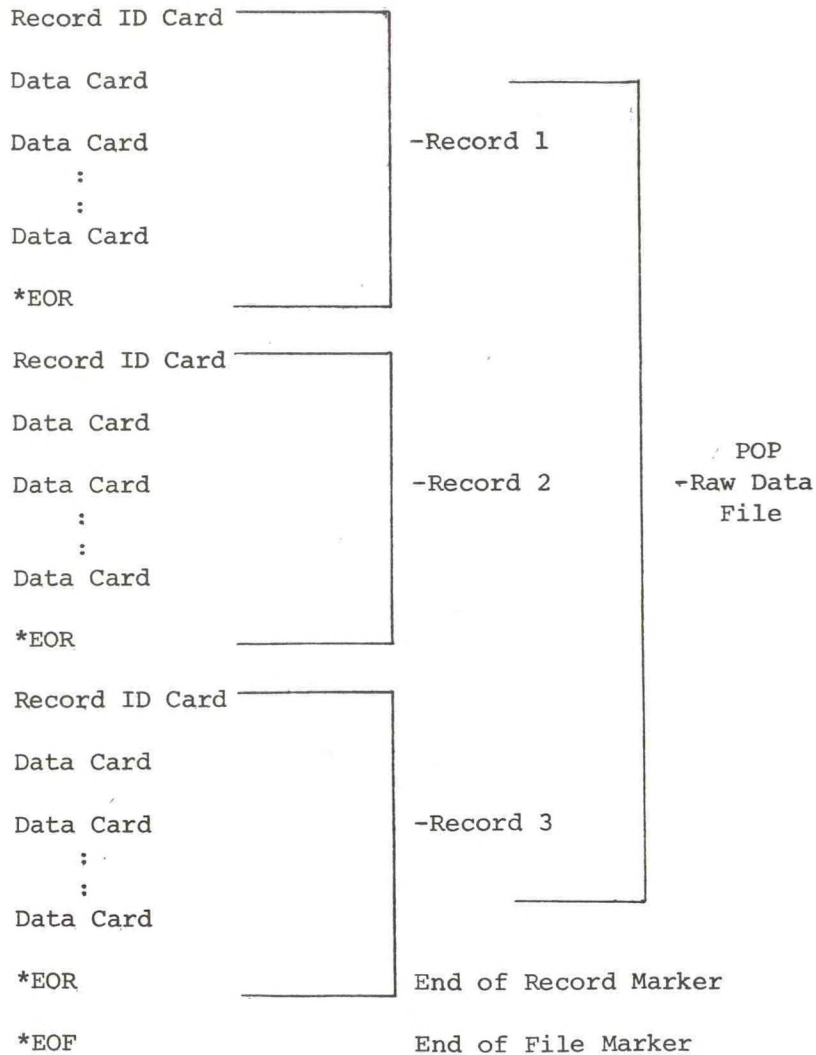 Record ID Card
Data Card
Data Card -Record 1
:
:
Data Card
*EOR
Record ID Card
Data Card
POP
Data Card -Record 2 -Raw Data
: File
:
Data Card
*EOR
Record ID Card
Data Card
Data Card -Record 3
:
:
Data Card
*EOR End of Record Marker
*EOF End of File Marker